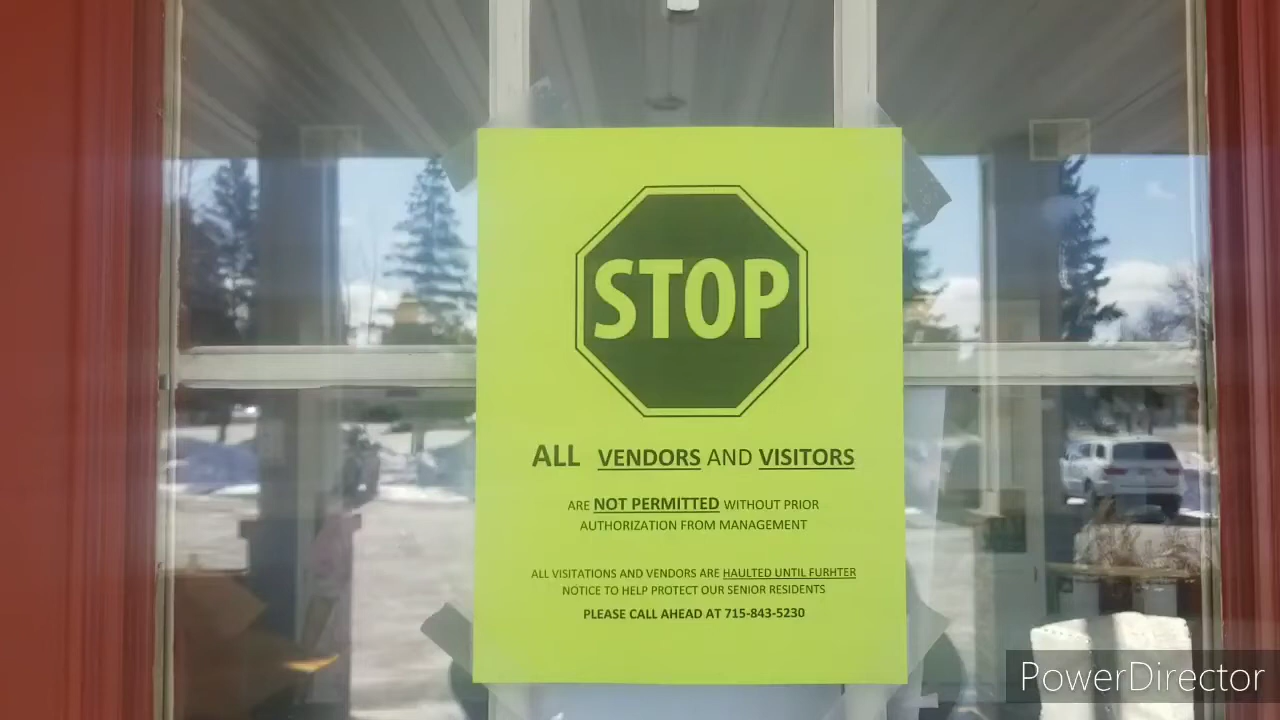 STOP
ALL VENDORS AND VISITORS
ARE NOT PERMITTED WITHOUT PRIOR
AUTHORIZATION FROM MANAGEMENT
ALL VISITATIONS AND VENDORS ARE HAULTED UNTIL FURHTER
NOTICE TO HELP PROTECT OUR SENIOR RESIDENTS
PLEASE CALL AHEAD AT 715-843-5230
PowerDirector